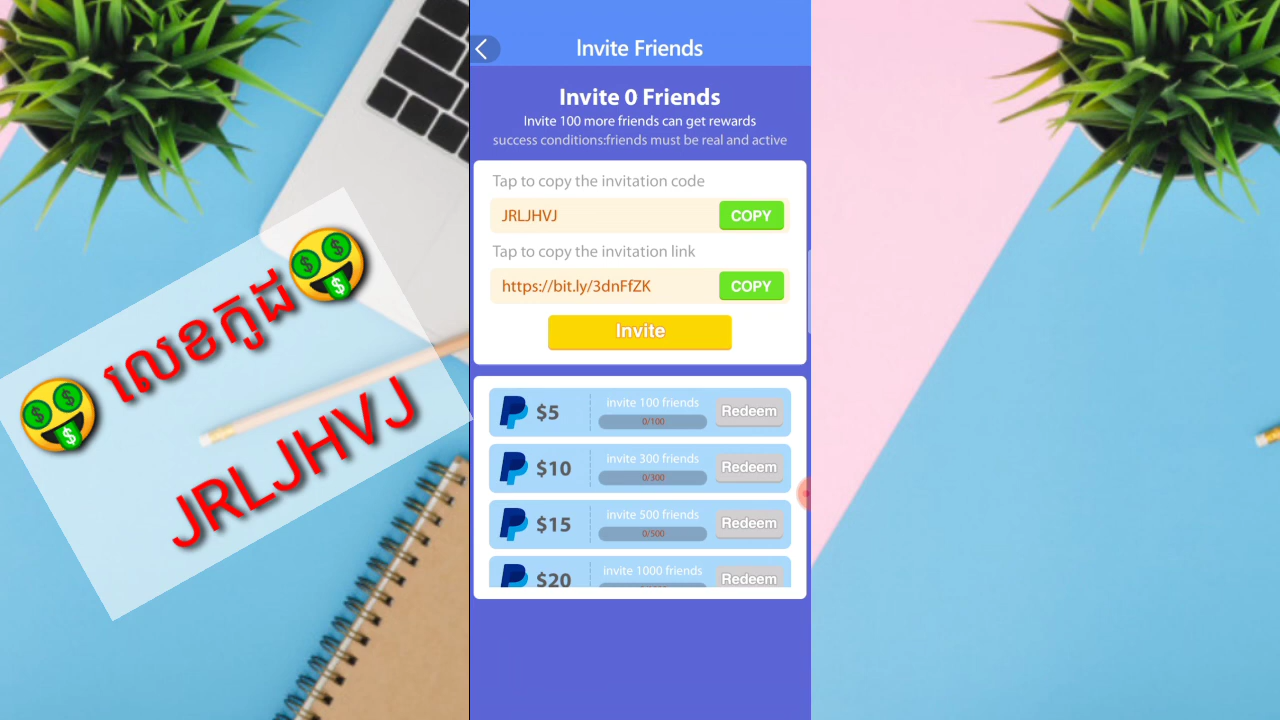 លេខកូដ៖
JRLJHVJ
Invite Friends
Invite 0 Friends
Invite 100 more friends can get rewards
success conditions:friends must be real and active
Tap to copy the invitation code
JRLJHVJ COPY
Tap to copy the invitation link
https://bit.ly/3dnFfZK COPY
Invite
$5 invite 100 friends Redeem
0/100
$10 invite 300 friends Redeem
0/300
$15 invite 500 friends Redeem
0/500
$20 invite 1000 friends Redeem